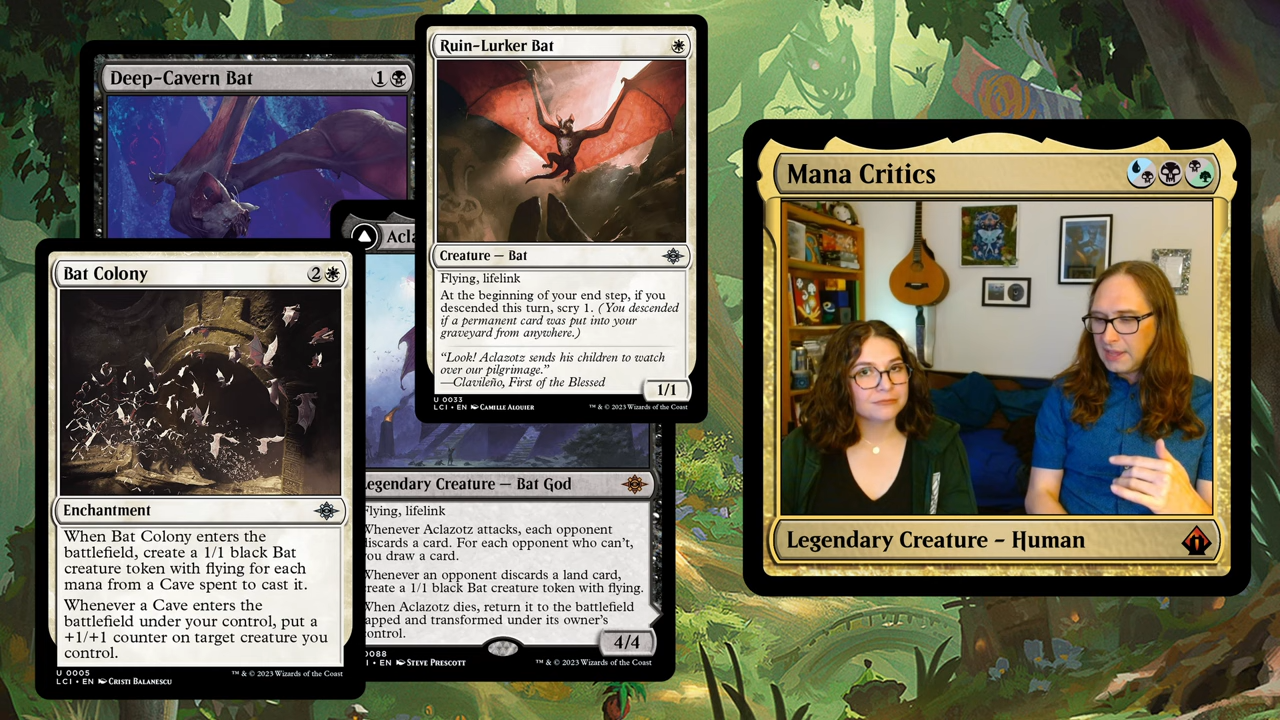 Deep-Cavern Bat
1
Ruin-Lurker Bat
Creature — Bat
Flying, lifelink
At the beginning of your end step, if you
descended this turn, scry 1. (You descended
if a permanent card was put into your
graveyard from anywhere.)
“Look! Aclazotz sends his children to watch
over our pilgrimage.”
—Clavileño, First of the Blessed
1/1
U 0033
LCI • EN Camille Alquier
™ & © 2023 Wizards of the Coast
Bat Colony
2
Enchantment
When Bat Colony enters the
battlefield, create a 1/1 black Bat
creature token with flying for each
mana from a Cave spent to cast it.
Whenever a Cave enters the
battlefield under your control, put a
+1/+1 counter on target creature you
control.
U 0005
LCI • EN Cristi Balanescu
™ & © 2023 Wizards of the Coast
Acla
Legendary Creature — Bat God
Flying, lifelink
Whenever Aclazotz attacks, each opponent
discards a card. For each opponent who can't,
you draw a card.
Whenever an opponent discards a land card,
create a 1/1 black Bat creature token with flying.
When Aclazotz dies, return it to the battlefield
tapped and transformed under its owner's
control.
4/4
0088
EN Steve Prescott
™ & © 2023 Wizards of the Coast
Mana Critics
Legendary Creature – Human